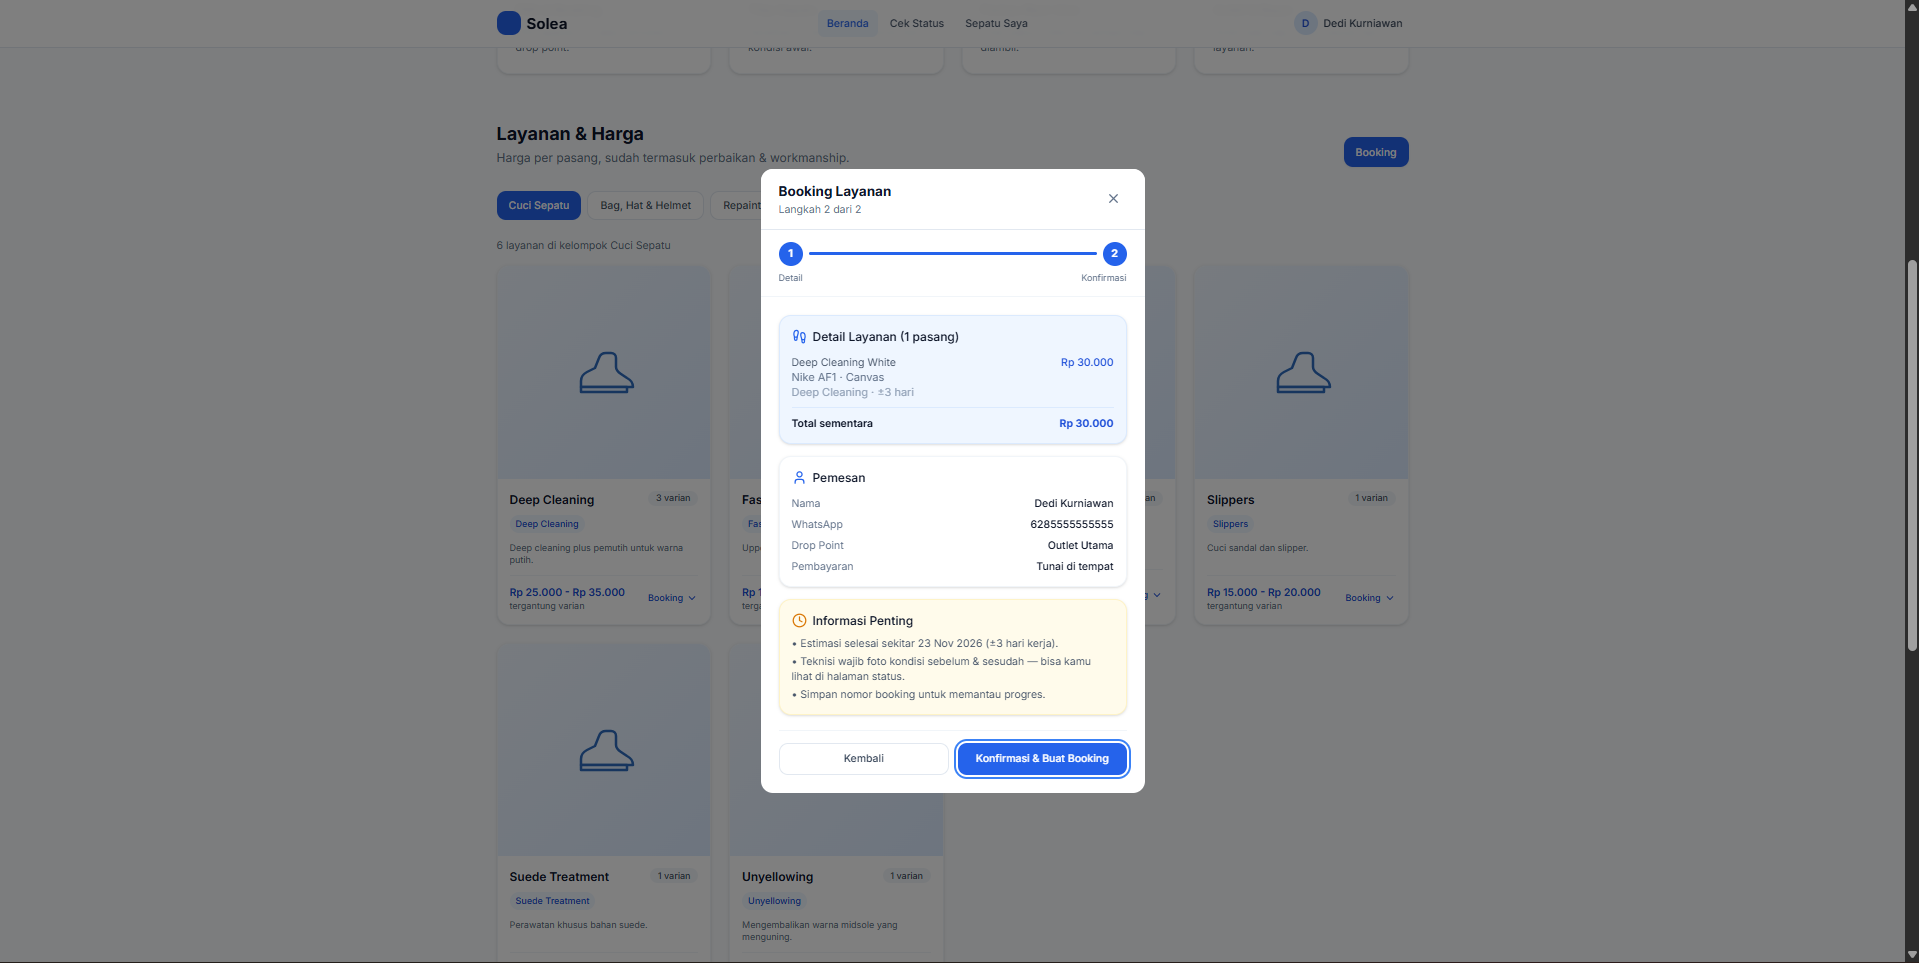 Solea
Beranda
Cek Status
Sepatu Saya
D
Dedi Kurniawan
drop point.
kondisi awal.
diambil.
layanan.
Layanan & Harga
Harga per pasang, sudah termasuk perbaikan & workmanship.
Booking
Cuci Sepatu
Bag, Hat & Helmet
Repaint
6 layanan di kelompok Cuci Sepatu
Deep Cleaning
3 varian
Deep Cleaning
Deep cleaning plus pemutih untuk warna
putih.
Rp 25.000 - Rp 35.000
tergantung varian
Booking
Slippers
1 varian
Slippers
Cuci sandal dan slipper.
Rp 15.000 - Rp 20.000
tergantung varian
Booking
Suede Treatment
1 varian
Suede Treatment
Perawatan khusus bahan suede.
Unyellowing
1 varian
Unyellowing
Mengembalikan warna midsole yang
menguning.
Booking Layanan
Langkah 2 dari 2
1
2
Detail
Konfirmasi
Detail Layanan (1 pasang)
Deep Cleaning White
Rp 30.000
Nike AF1 · Canvas
Deep Cleaning · ±3 hari
Total sementara
Rp 30.000
Pemesan
Nama
Dedi Kurniawan
WhatsApp
6285555555555
Drop Point
Outlet Utama
Pembayaran
Tunai di tempat
Informasi Penting
• Estimasi selesai sekitar 23 Nov 2026 (±3 hari kerja).
• Teknisi wajib foto kondisi sebelum & sesudah — bisa kamu
lihat di halaman status.
• Simpan nomor booking untuk memantau progres.
Kembali
Konfirmasi & Buat Booking